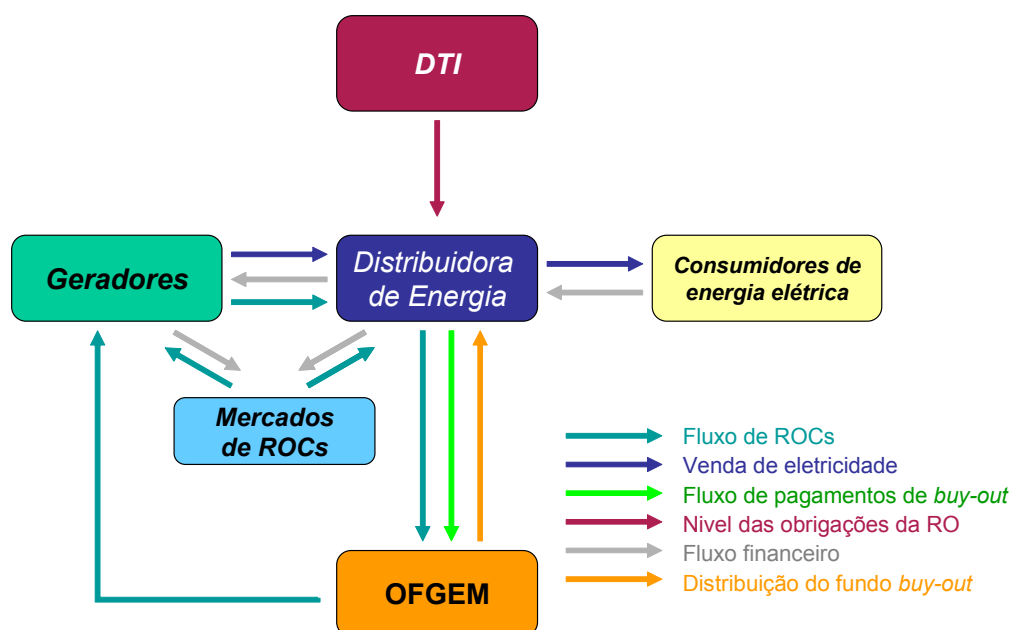 DTI
Geradores
Distribuidora
de Energia
Consumidores de
energia elétrica
Mercados
de ROCs
OFGEM
Fluxo de ROCs
Venda de eletricidade
Fluxo de pagamentos de buy-out
Nivel das obrigações da RO
Fluxo financeiro
Distribuição do fundo buy-out